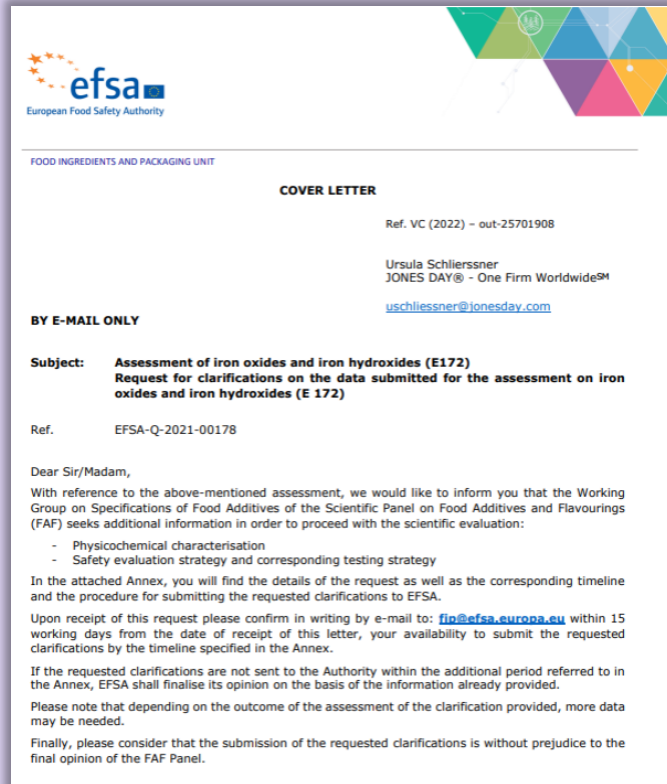 efsa
European Food Safety Authority
FOOD INGREDIENTS AND PACKAGING UNIT
COVER LETTER
Ref. VC (2022) – out-25701908
Ursula Schlierssner
JONES DAY® - One Firm Worldwide℠
uschliessner@jonesday.com
BY E-MAIL ONLY
Subject: Assessment of iron oxides and iron hydroxides (E172)
Request for clarifications on the data submitted for the assessment on iron
oxides and iron hydroxides (E 172)
Ref. EFSA-Q-2021-00178
Dear Sir/Madam,
With reference to the above-mentioned assessment, we would like to inform you that the Working
Group on Specifications of Food Additives of the Scientific Panel on Food Additives and Flavourings
(FAF) seeks additional information in order to proceed with the scientific evaluation:
- Physicochemical characterisation
- Safety evaluation strategy and corresponding testing strategy
In the attached Annex, you will find the details of the request as well as the corresponding timeline
and the procedure for submitting the requested clarifications to EFSA.
Upon receipt of this request please confirm in writing by e-mail to: fip@efsa.europa.eu within 15
working days from the date of receipt of this letter, your availability to submit the requested
clarifications by the timeline specified in the Annex.
If the requested clarifications are not sent to the Authority within the additional period referred to in
the Annex, EFSA shall finalise its opinion on the basis of the information already provided.
Please note that depending on the outcome of the assessment of the clarification provided, more data
may be needed.
Finally, please consider that the submission of the requested clarifications is without prejudice to the
final opinion of the FAF Panel.